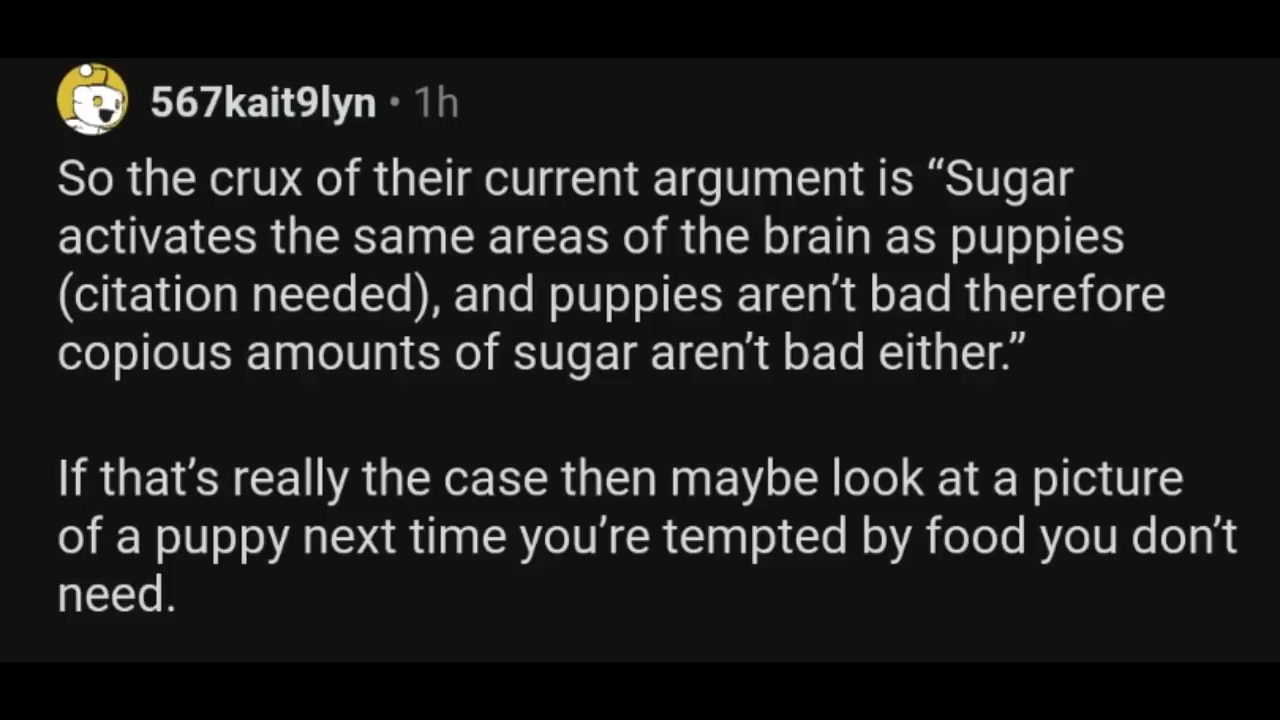 567kait9lyn • 1h
So the crux of their current argument is “Sugar
activates the same areas of the brain as puppies
(citation needed), and puppies aren’t bad therefore
copious amounts of sugar aren’t bad either.”
If that’s really the case then maybe look at a picture
of a puppy next time you’re tempted by food you don’t
need.